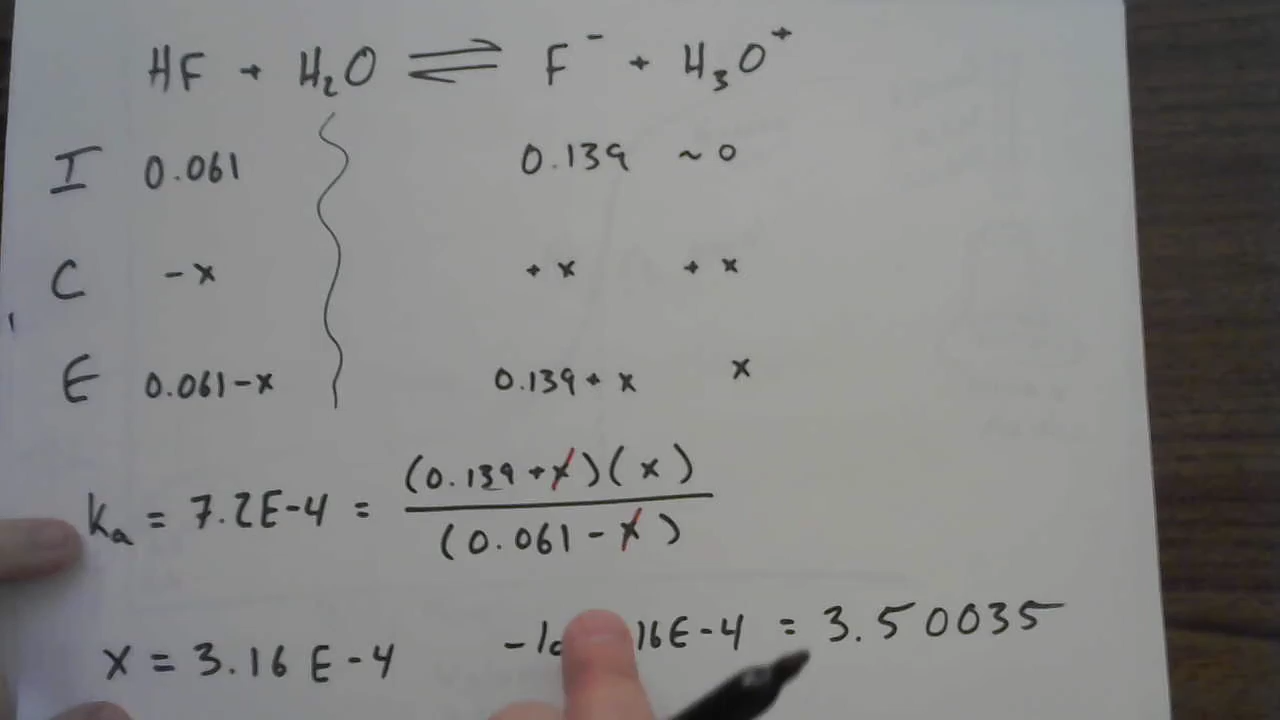 HF + H₂O ⇌ F⁻ + H₃O⁺
I 0.061 0.139 ~0
C -x +x +x
E 0.061-x 0.139+x x
Ka = 7.2E-4 = (0.139+x)(x) / (0.061-x)
x = 3.16E-4 16E-4 = 3.50035